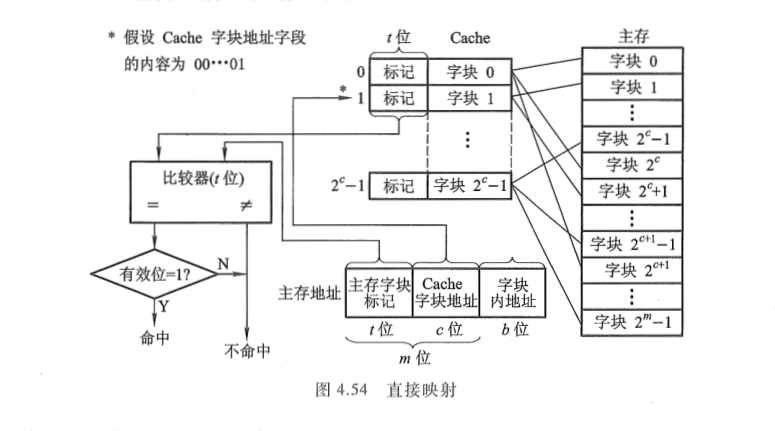 * 假设 Cache 字块地址字段
的内容为 00…01
t 位 Cache 主存
0 标记 字块 0
* 1 标记 字块 1
⋮
2^c−1 标记 字块 2^c−1
字块 0
字块 1
⋮
字块 2^c−1
字块 2^c
字块 2^c+1
⋮
字块 2^{c+1}−1
字块 2^{c+1}
⋮
字块 2^m−1
比较器(t 位)
= ≠
有效位=1?
N
Y
命中
不命中
主存地址
主存字块
标记
Cache
字块地址
字块
内地址
t 位 c 位 b 位
m 位
图 4.54 直接映射